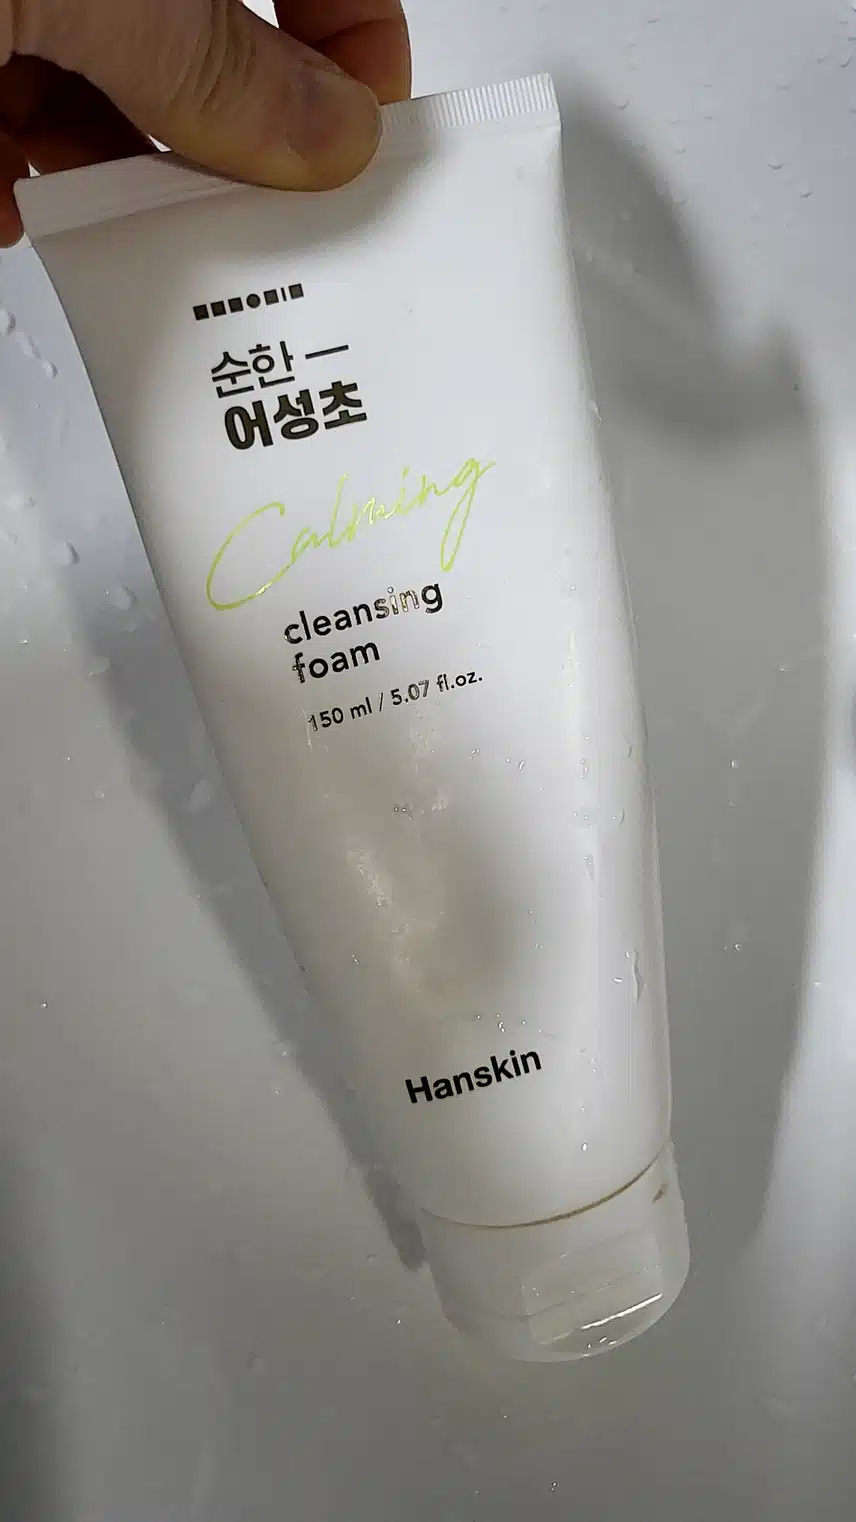 순한 —
어성초
Calming
cleansing
foam
150 ml / 5.07 fl.oz.
Hanskin